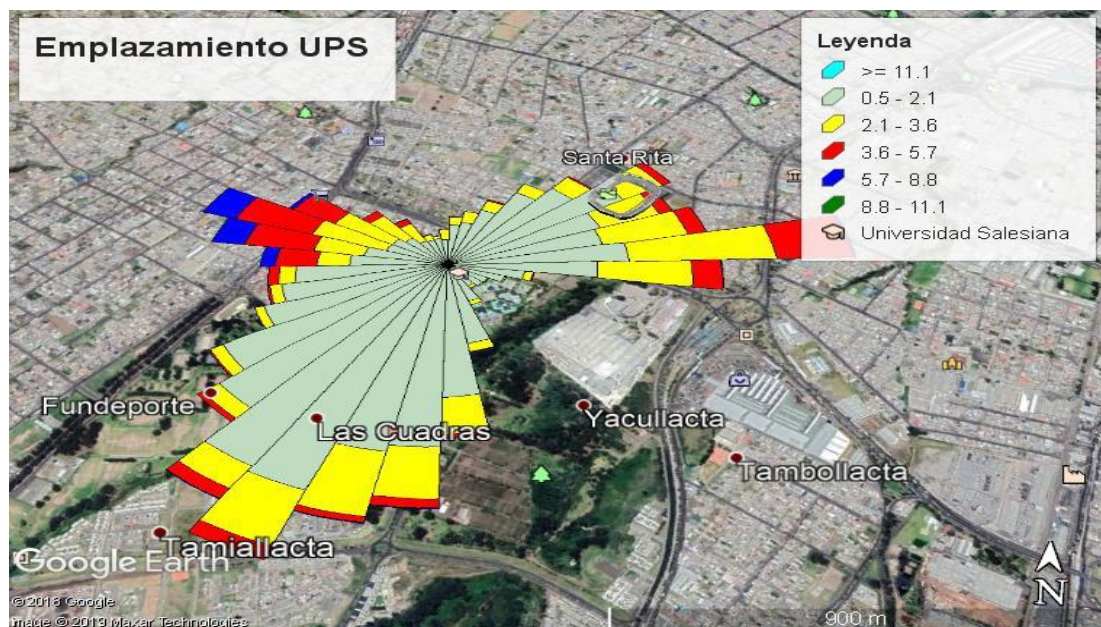 Emplazamiento UPS
Leyenda
>= 11.1
0.5 - 2.1
2.1 - 3.6
3.6 - 5.7
5.7 - 8.8
8.8 - 11.1
Universidad Salesiana
Santa Rita
Fundeporte
Las Cuadras
Yacullacta
Tambollacta
Tamiallacta
Google Earth
© 2018 Google
Image © 2019 Maxar Technologies
900 m
N